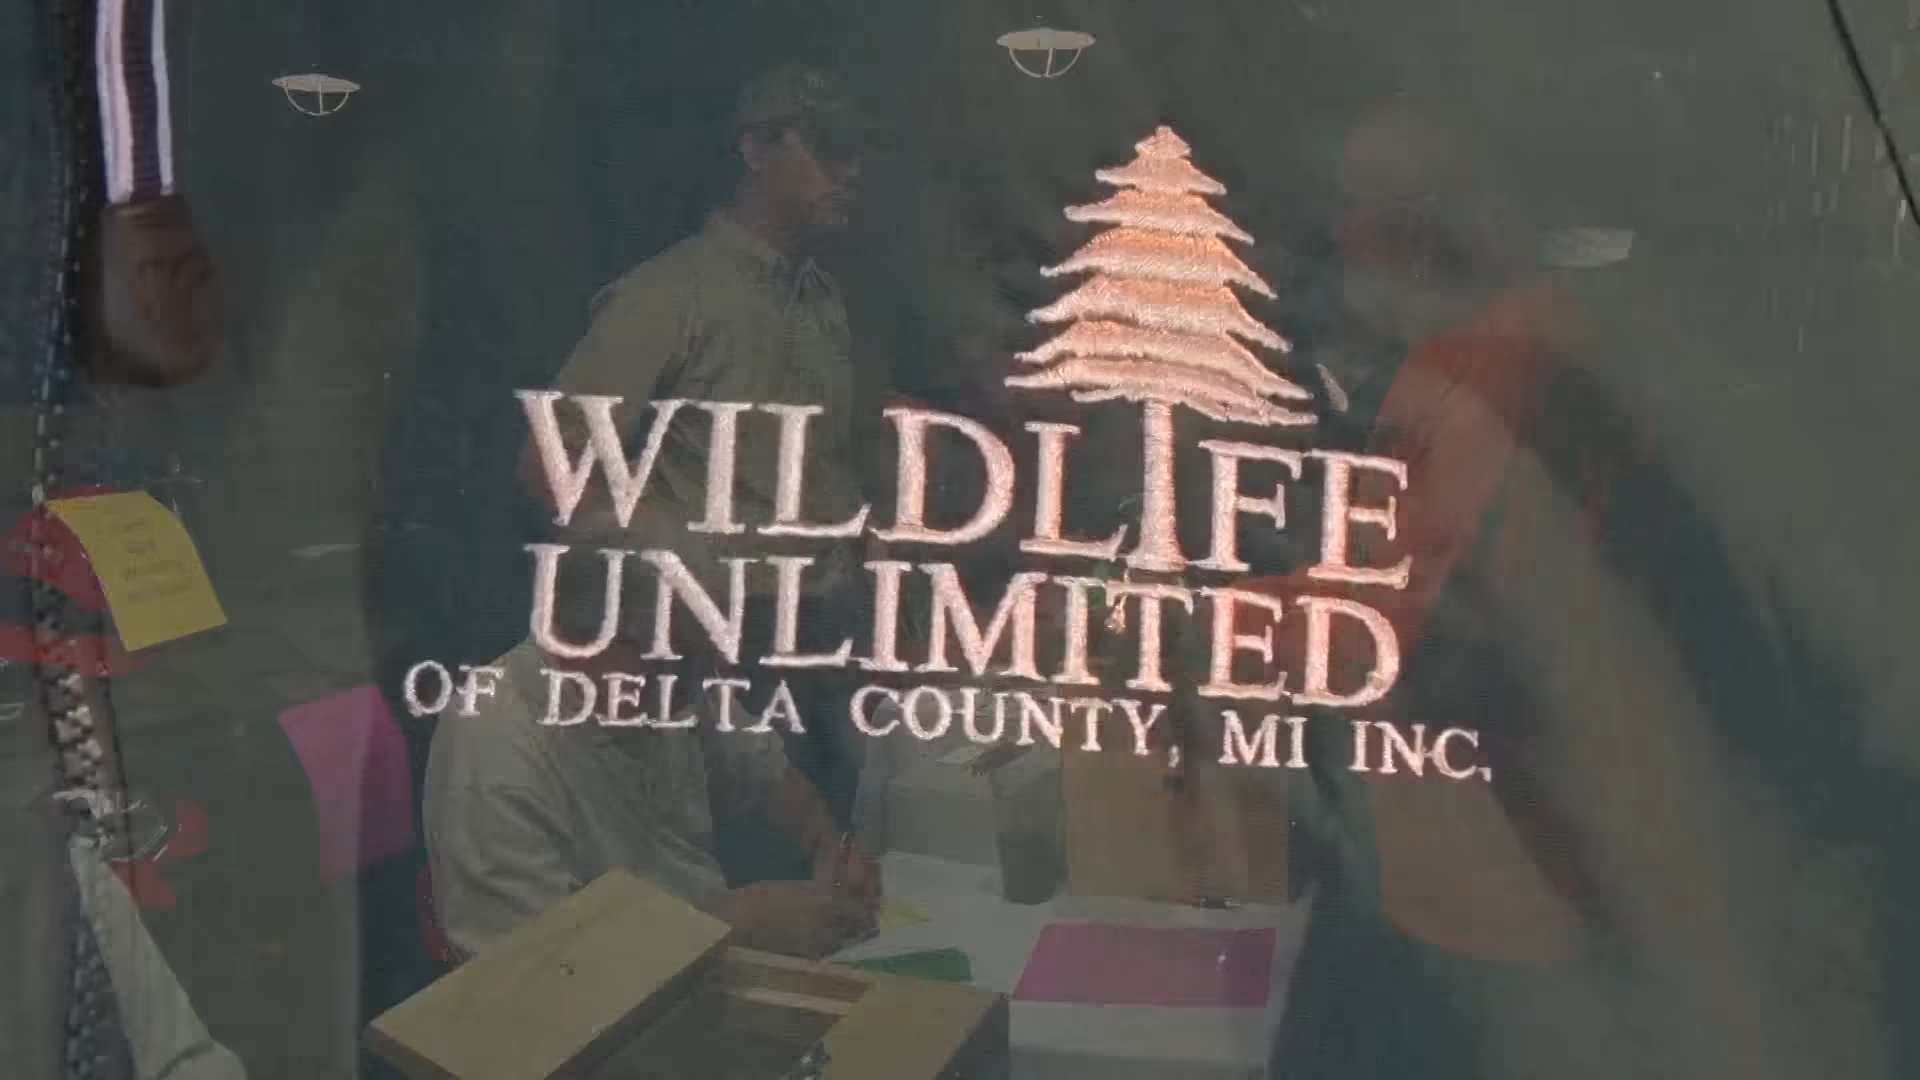 WILDLIFE
UNLIMITED
OF DELTA COUNTY, MI INC.